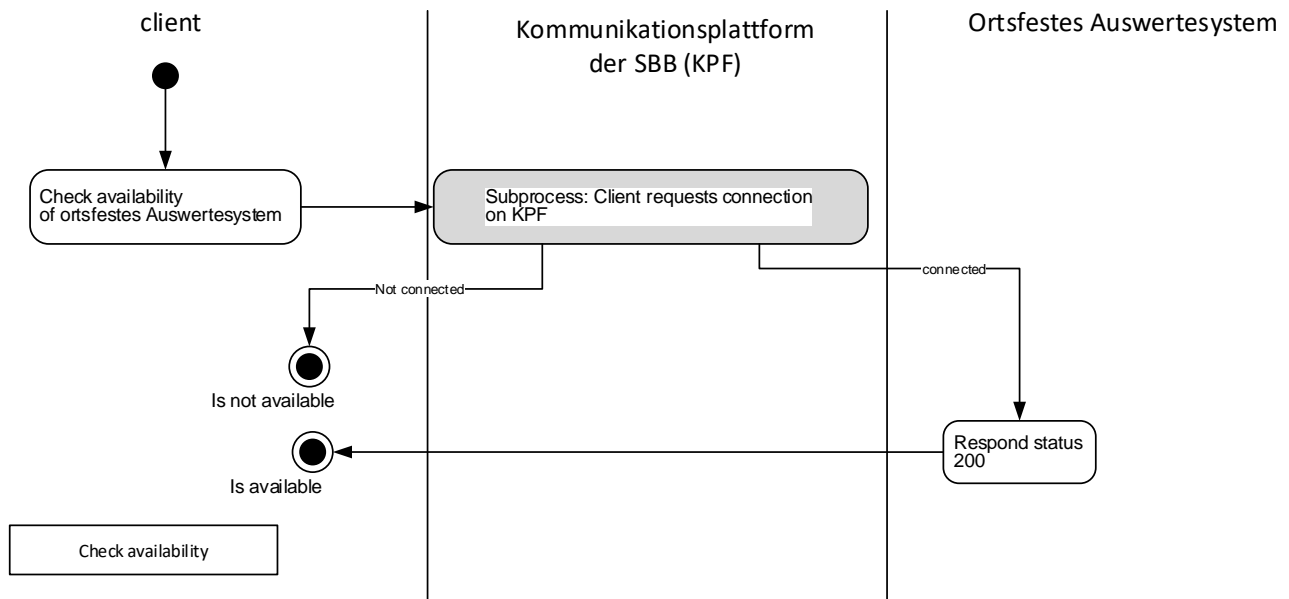 client
Kommunikationsplattform
der SBB (KPF)
Ortsfestes Auswertesystem
Check availability
of ortsfestes Auswertesystem
Subprocess: Client requests connection
on KPF
connected
Not connected
Is not available
Respond status
200
Is available
Check availability